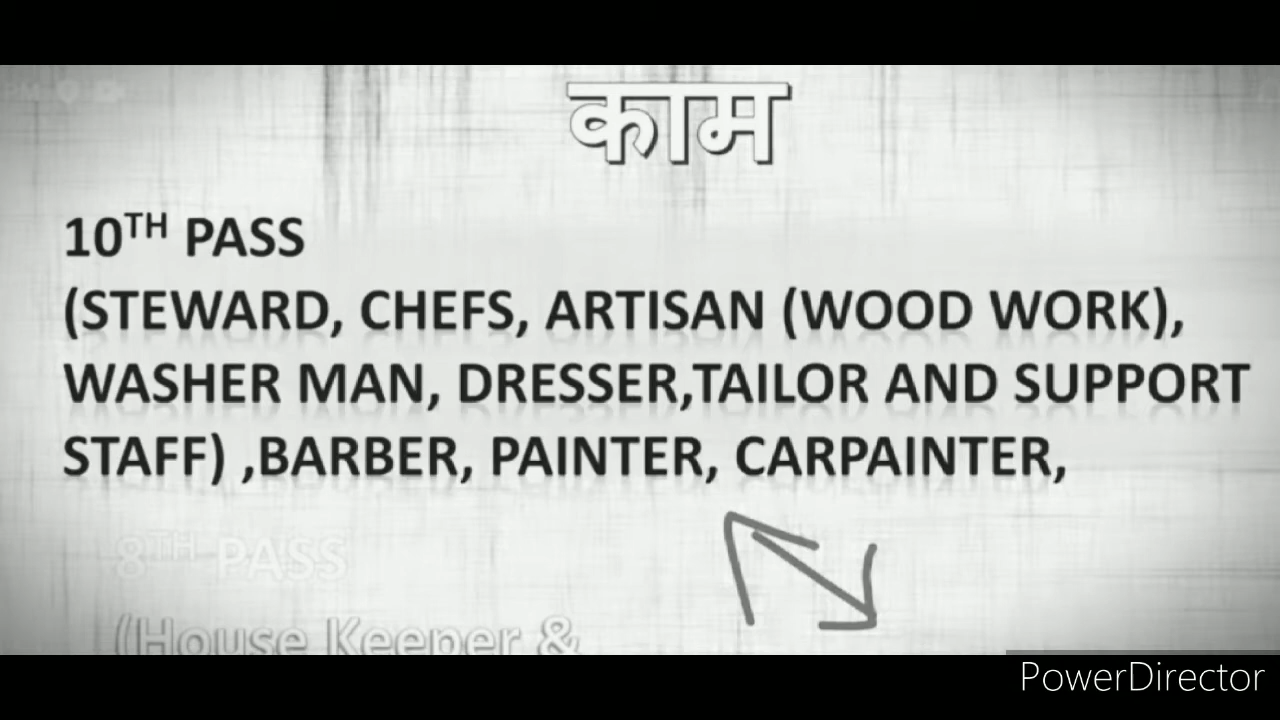 काम
10TH PASS
(STEWARD, CHEFS, ARTISAN (WOOD WORK),
WASHER MAN, DRESSER,TAILOR AND SUPPORT
STAFF) ,BARBER, PAINTER, CARPAINTER,
8TH PASS
(House Keeper &
PowerDirector